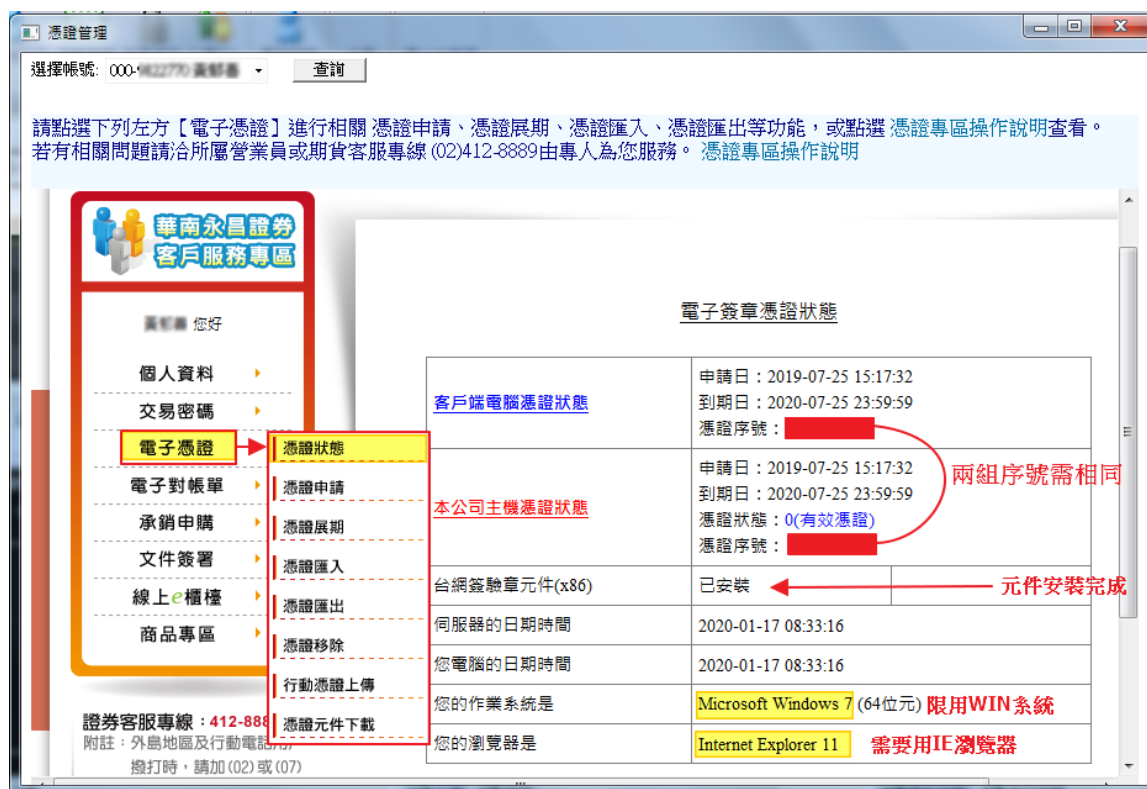 憑證管理
選擇帳號: 000-
查詢
請點選下列左方【電子憑證】進行相關 憑證申請、憑證展期、憑證匯入、憑證匯出等功能，或點選 憑證專區操作說明查看。
若有相關問題請洽所屬營業員或期貨客服專線 (02)412-8889由專人為您服務。 憑證專區操作說明
華南永昌證券
客戶服務專區
您好
個人資料
交易密碼
電子憑證
電子對帳單
承銷申購
文件簽署
線上e櫃檯
商品專區
憑證狀態
憑證申請
憑證展期
憑證匯入
憑證匯出
憑證移除
行動憑證上傳
憑證元件下載
證券客服專線：412-888
附註：外島地區及行動電話用戶
撥打時，請加(02)或(07)
電子簽章憑證狀態
客戶端電腦憑證狀態
申請日：2019-07-25 15:17:32
到期日：2020-07-25 23:59:59
憑證序號：
本公司主機憑證狀態
申請日：2019-07-25 15:17:32
到期日：2020-07-25 23:59:59
憑證狀態：0(有效憑證)
憑證序號：
兩組序號需相同
台網簽驗章元件(x86)
已安裝
元件安裝完成
伺服器的日期時間
2020-01-17 08:33:16
您電腦的日期時間
2020-01-17 08:33:16
您的作業系統是
Microsoft Windows 7 (64位元) 限用WIN系統
您的瀏覽器是
Internet Explorer 11 需要用IE瀏覽器